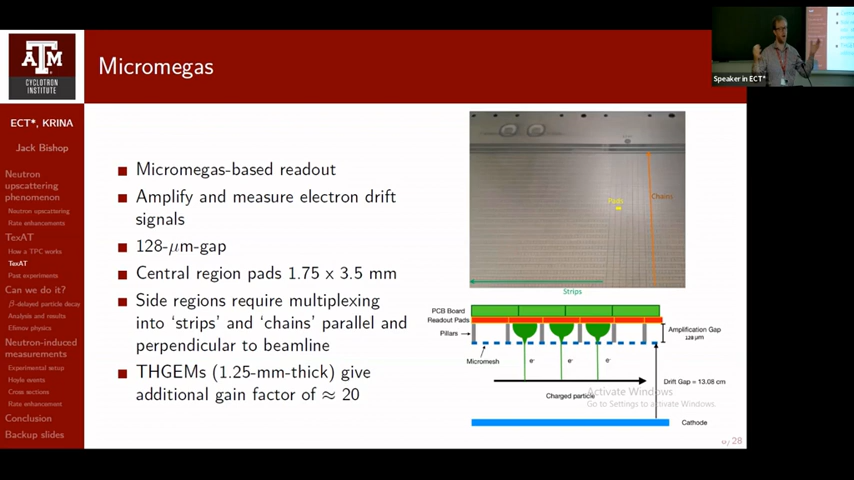 Speaker in ECT*
ATM
CYCLOTRON
INSTITUTE
Micromegas
ECT*, KRINA
Jack Bishop
Neutron
upscattering
phenomenon
Neutron upscattering
Rate enhancements
TexAT
How a TPC works
TexAT
Past experiments
Can we do it?
β-delayed particle decay
Analysis and results
Efimov physics
Neutron-induced
measurements
Experimental setup
Hoyle events
Cross sections
Rate enhancement
Conclusion
Backup slides
Micromegas-based readout
Amplify and measure electron drift
signals
128-μm-gap
Central region pads 1.75 x 3.5 mm
Side regions require multiplexing
into 'strips' and 'chains' parallel and
perpendicular to beamline
THGEMs (1.25-mm-thick) give
additional gain factor of ≈ 20
Pads
Chains
Strips
PCB Board
Readout Pads
Pillars
Amplification Gap
128 μm
Micromesh
e-
e-
e-
Drift Gap = 13.08 cm
Charged particle
Cathode
Activate Windows
Go to Settings to activate Windows.
/ 28